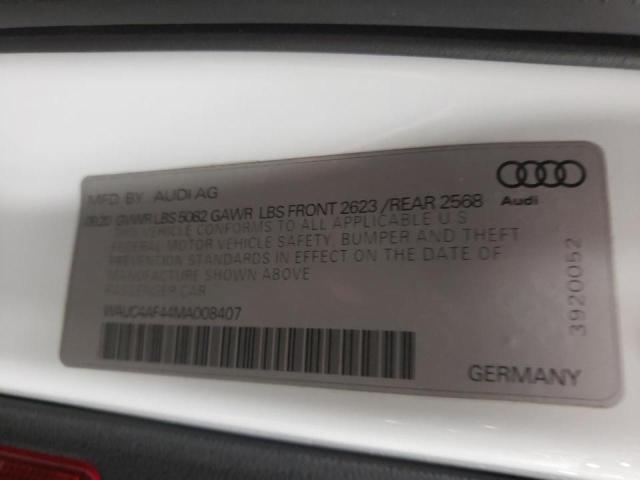 MFD BY AUDI AG
08/20 GVWR LBS 5082 GAWR LBS FRONT 2623 /REAR 2568
THIS VEHICLE CONFORMS TO ALL APPLICABLE U.S
FEDERAL MOTOR VEHICLE SAFETY, BUMPER AND THEFT
PREVENTION STANDARDS IN EFFECT ON THE DATE OF
MANUFACTURE SHOWN ABOVE
PASSENGER CAR
WAUC4AF44MA008407
Audi
3920052
GERMANY